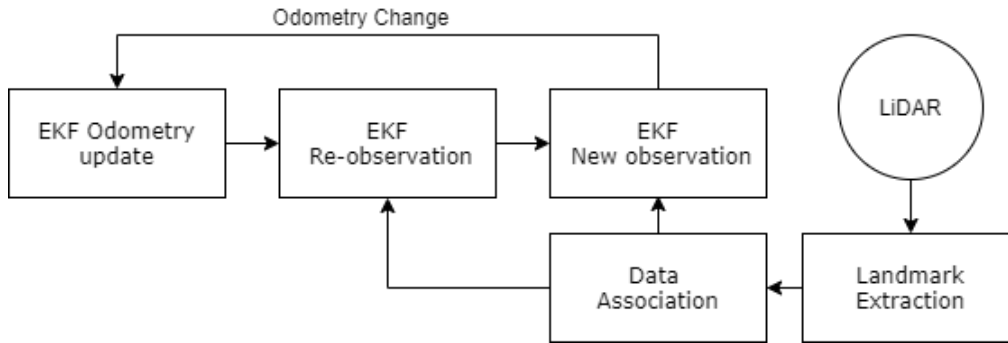 Odometry Change
EKF Odometry
update
EKF
Re-observation
EKF
New observation
LiDAR
Data
Association
Landmark
Extraction